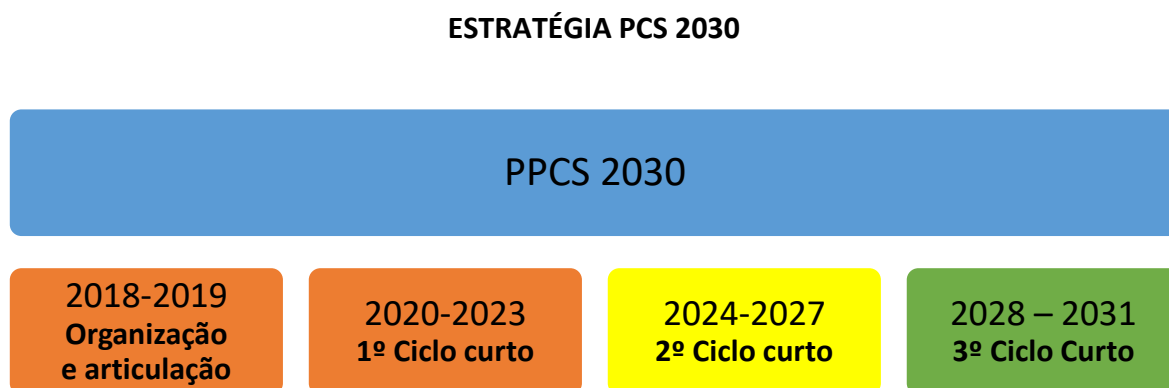 ESTRATÉGIA PCS 2030
PPCS 2030
2018-2019
Organização
e articulação
2020-2023
1º Ciclo curto
2024-2027
2º Ciclo curto
2028 – 2031
3º Ciclo Curto